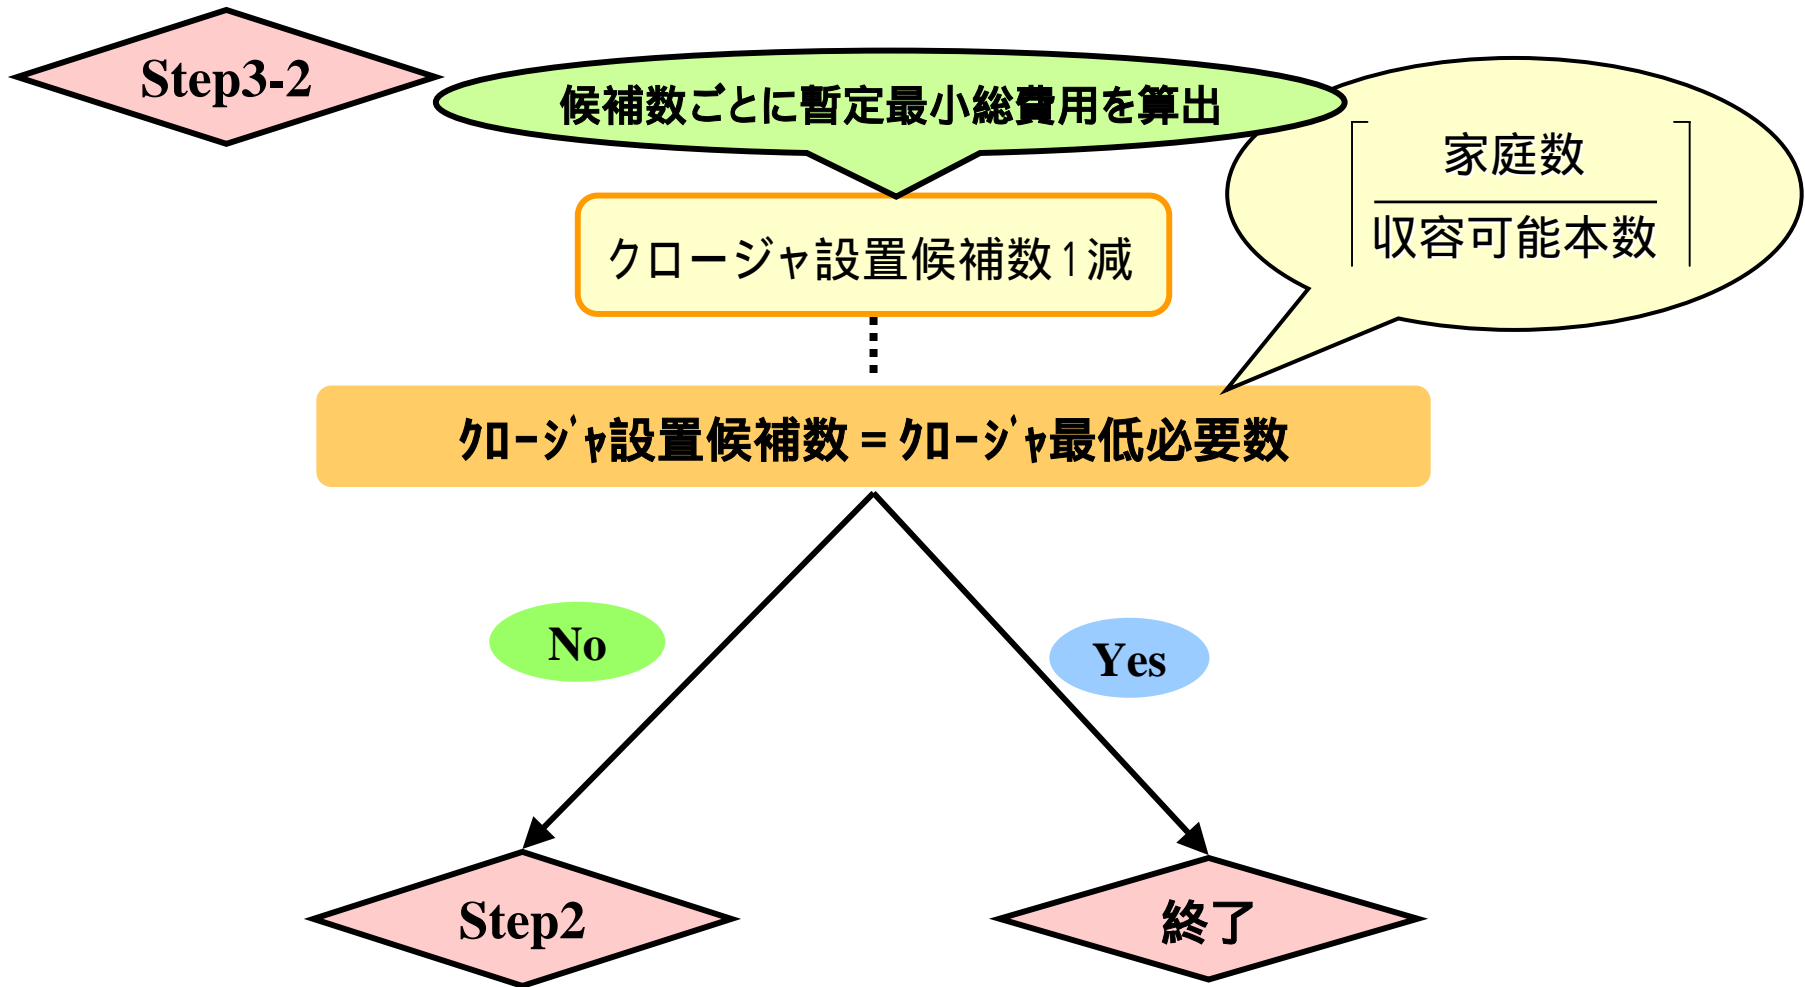 Step3-2
候補数ごとに暫定最小総費用を算出
家庭数
収容可能本数
クロージャ設置候補数1減
ｸﾛｰｼﾞｬ設置候補数 = ｸﾛｰｼﾞｬ最低必要数
No
Yes
Step2
終了